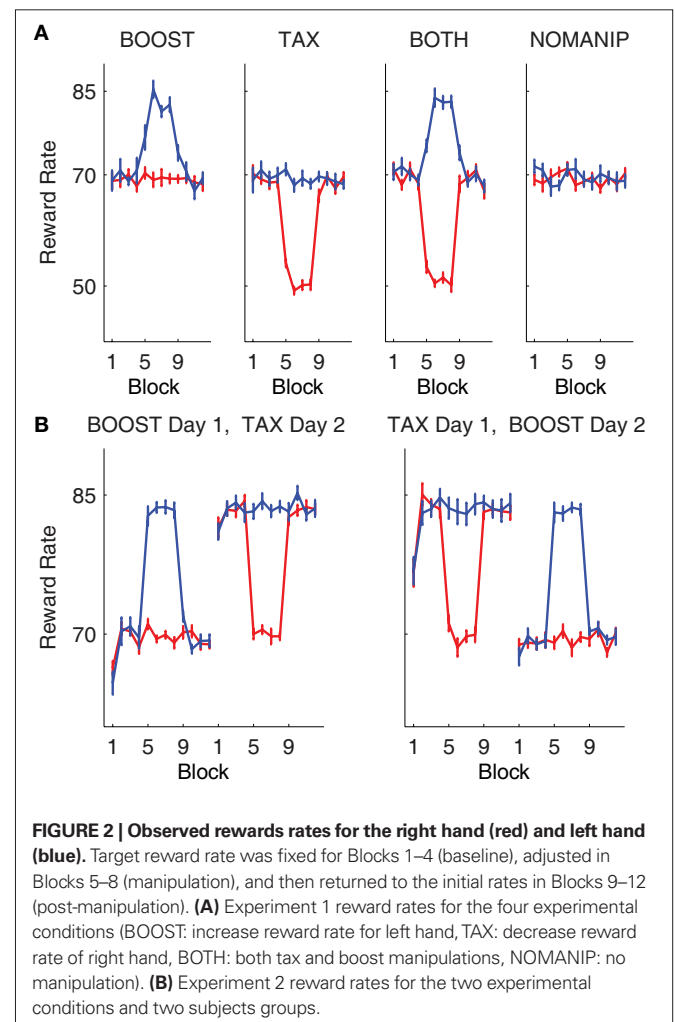 A
BOOST TAX BOTH NOMANIP
Reward Rate
85
70
50
1 5 9 1 5 9 1 5 9 1 5 9
Block Block Block Block
B
BOOST Day 1, TAX Day 2 TAX Day 1, BOOST Day 2
Reward Rate
85 85
70 70
1 5 9 1 5 9 1 5 9 1 5 9
Block Block
FIGURE 2 | Observed rewards rates for the right hand (red) and left hand
(blue). Target reward rate was fixed for Blocks 1–4 (baseline), adjusted in
Blocks 5–8 (manipulation), and then returned to the initial rates in Blocks 9–12
(post-manipulation). (A) Experiment 1 reward rates for the four experimental
conditions (BOOST: increase reward rate for left hand, TAX: decrease reward
rate of right hand, BOTH: both tax and boost manipulations, NOMANIP: no
manipulation). (B) Experiment 2 reward rates for the two experimental
conditions and two subjects groups.